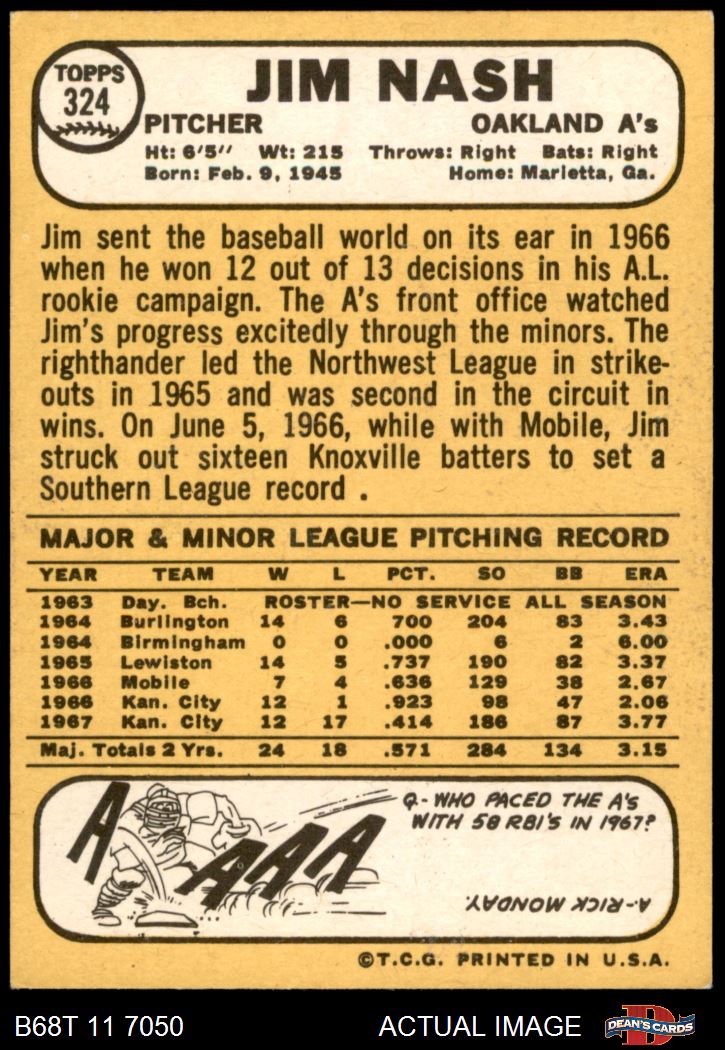 TOPPS
324
JIM NASH
PITCHER OAKLAND A's
Ht: 6'5" Wt: 215 Throws: Right Bats: Right
Born: Feb. 9, 1945 Home: Marietta, Ga.
Jim sent the baseball world on its ear in 1966
when he won 12 out of 13 decisions in his A.L.
rookie campaign. The A's front office watched
Jim's progress excitedly through the minors. The
righthander led the Northwest League in strike-
outs in 1965 and was second in the circuit in
wins. On June 5, 1966, while with Mobile, Jim
struck out sixteen Knoxville batters to set a
Southern League record .
MAJOR & MINOR LEAGUE PITCHING RECORD
YEAR TEAM W L PCT. SO BB ERA
1963 Day. Bch. ROSTER—NO SERVICE ALL SEASON
1964 Burlington 14 6 700 204 83 3.43
1964 Birmingham 0 0 .000 6 2 6.00
1965 Lewiston 14 5 .737 190 82 3.37
1966 Mobile 7 4 .636 129 38 2.67
1966 Kan. City 12 1 .923 98 47 2.06
1967 Kan. City 12 17 .414 186 87 3.77
Maj. Totals 2 Yrs. 24 18 .571 284 134 3.15
A AAA
Q-WHO PACED THE A'S
WITH 58 RBI'S IN 1967?
A-RICK MONDAY.
©T.C.G. PRINTED IN U.S.A.
B68T 11 7050 ACTUAL IMAGE
D
DEAN'S CARDS